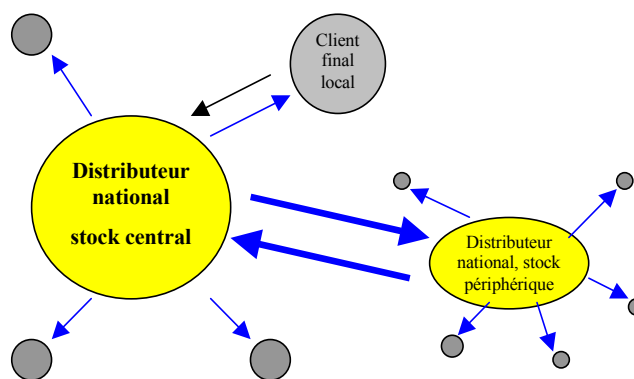 Client
final
local
Distributeur
national
stock central
Distributeur
national, stock
périphérique